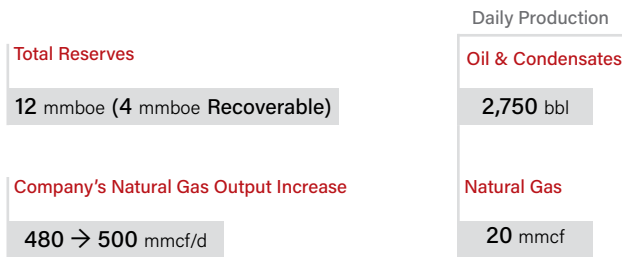 Daily Production
Total Reserves
Oil & Condensates
12 mmboe (4 mmboe Recoverable)
2,750 bbl
Company's Natural Gas Output Increase
Natural Gas
480 → 500 mmcf/d
20 mmcf